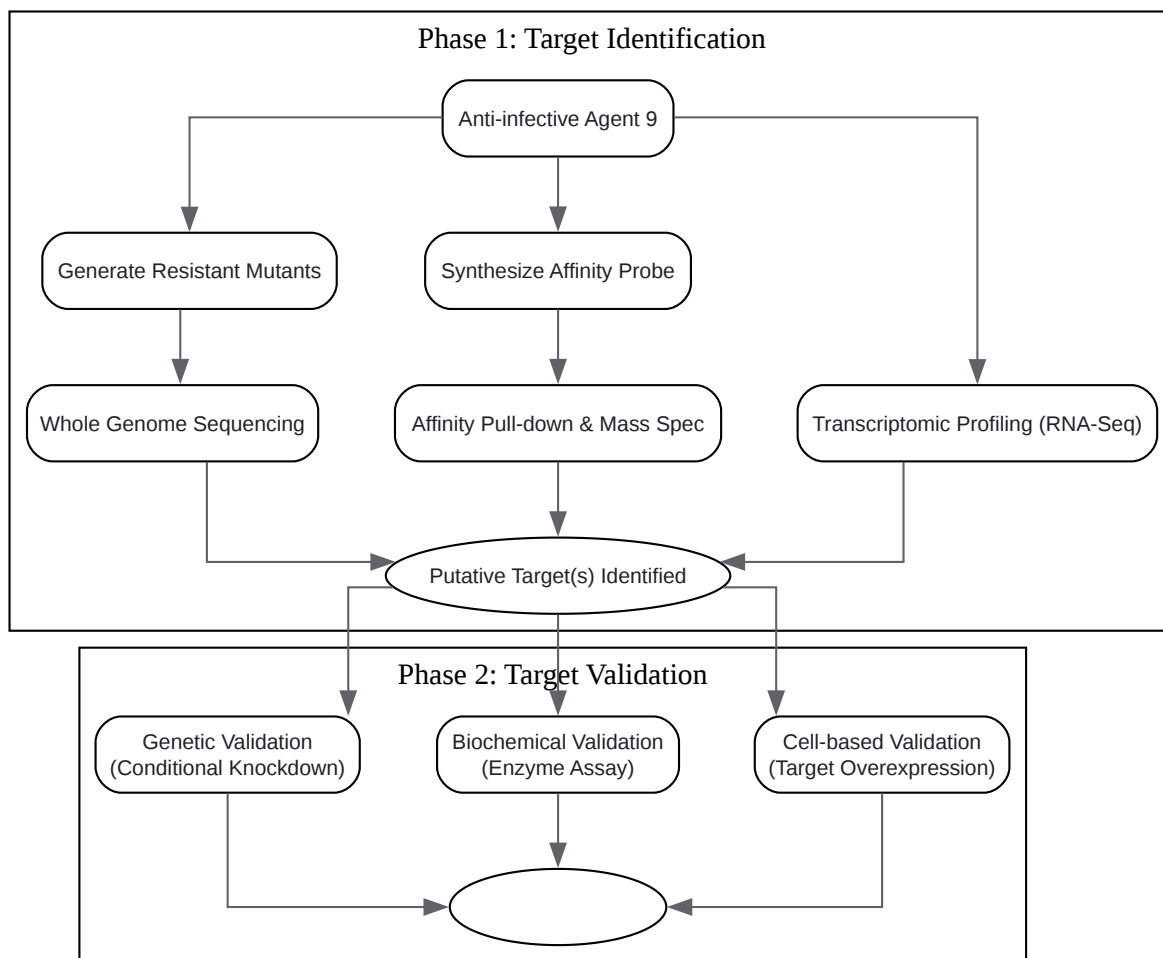 Phase 1: Target Identification
Anti-infective Agent 9
Generate Resistant Mutants
Synthesize Affinity Probe
Whole Genome Sequencing
Affinity Pull-down & Mass Spec
Transcriptomic Profiling (RNA-Seq)
Putative Target(s) Identified
Phase 2: Target Validation
Genetic Validation
(Conditional Knockdown)
Biochemical Validation
(Enzyme Assay)
Cell-based Validation
(Target Overexpression)